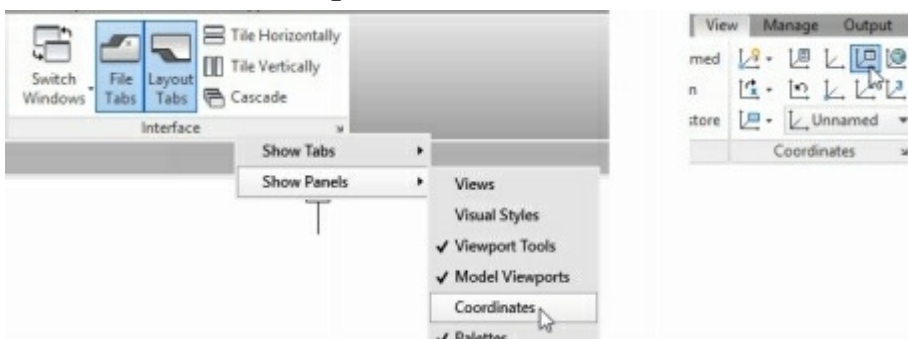 Switch
Windows
File
Tabs
Layout
Tabs
Tile Horizontally
Tile Vertically
Cascade
Interface
Show Tabs
Show Panels
Views
Visual Styles
Viewport Tools
Model Viewports
Coordinates
Palettes
View Manage Output
med
n
store
Unnamed
Coordinates